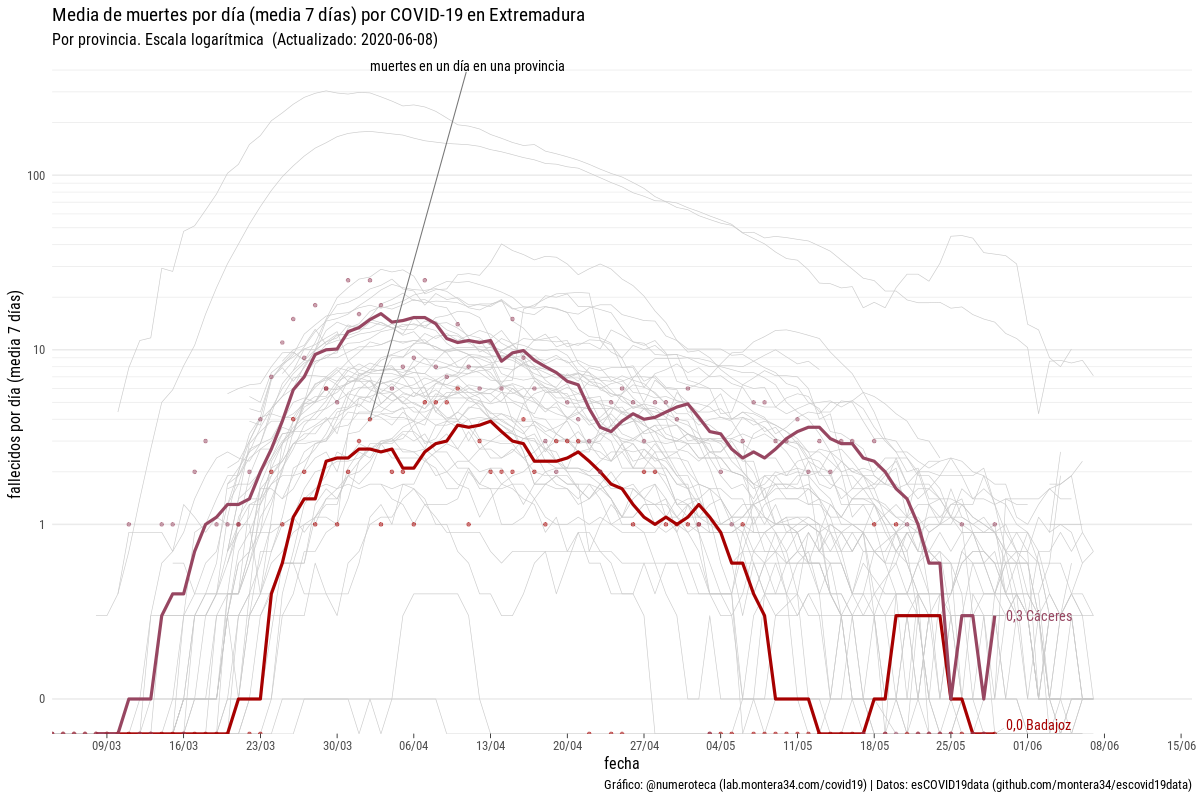 Media de muertes por día (media 7 días) por COVID-19 en Extremadura
Por provincia. Escala logarítmica  (Actualizado: 2020-06-08)
muertes en un día en una provincia
fallecidos por día (media 7 días)
100
10
1
0
0,3 Cáceres
0,0 Badajoz
09/03 16/03 23/03 30/03 06/04 13/04 20/04 27/04 04/05 11/05 18/05 25/05 01/06 08/06 15/06
fecha
Gráfico: @numeroteca (lab.montera34.com/covid19) | Datos: esCOVID19data (github.com/montera34/escovid19data)